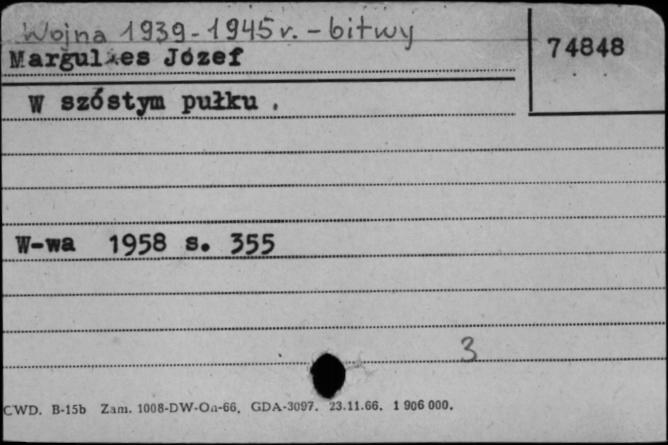 Wojna 1939-1945 r. - bitwy
74848
Margulies Józef
W szóstym pułku.
W-wa 1958 s. 355
3
CWD. B-15b Zam. 1008-DW-Oa-66. GDA-3097. 23.11.66. 1 906 000.